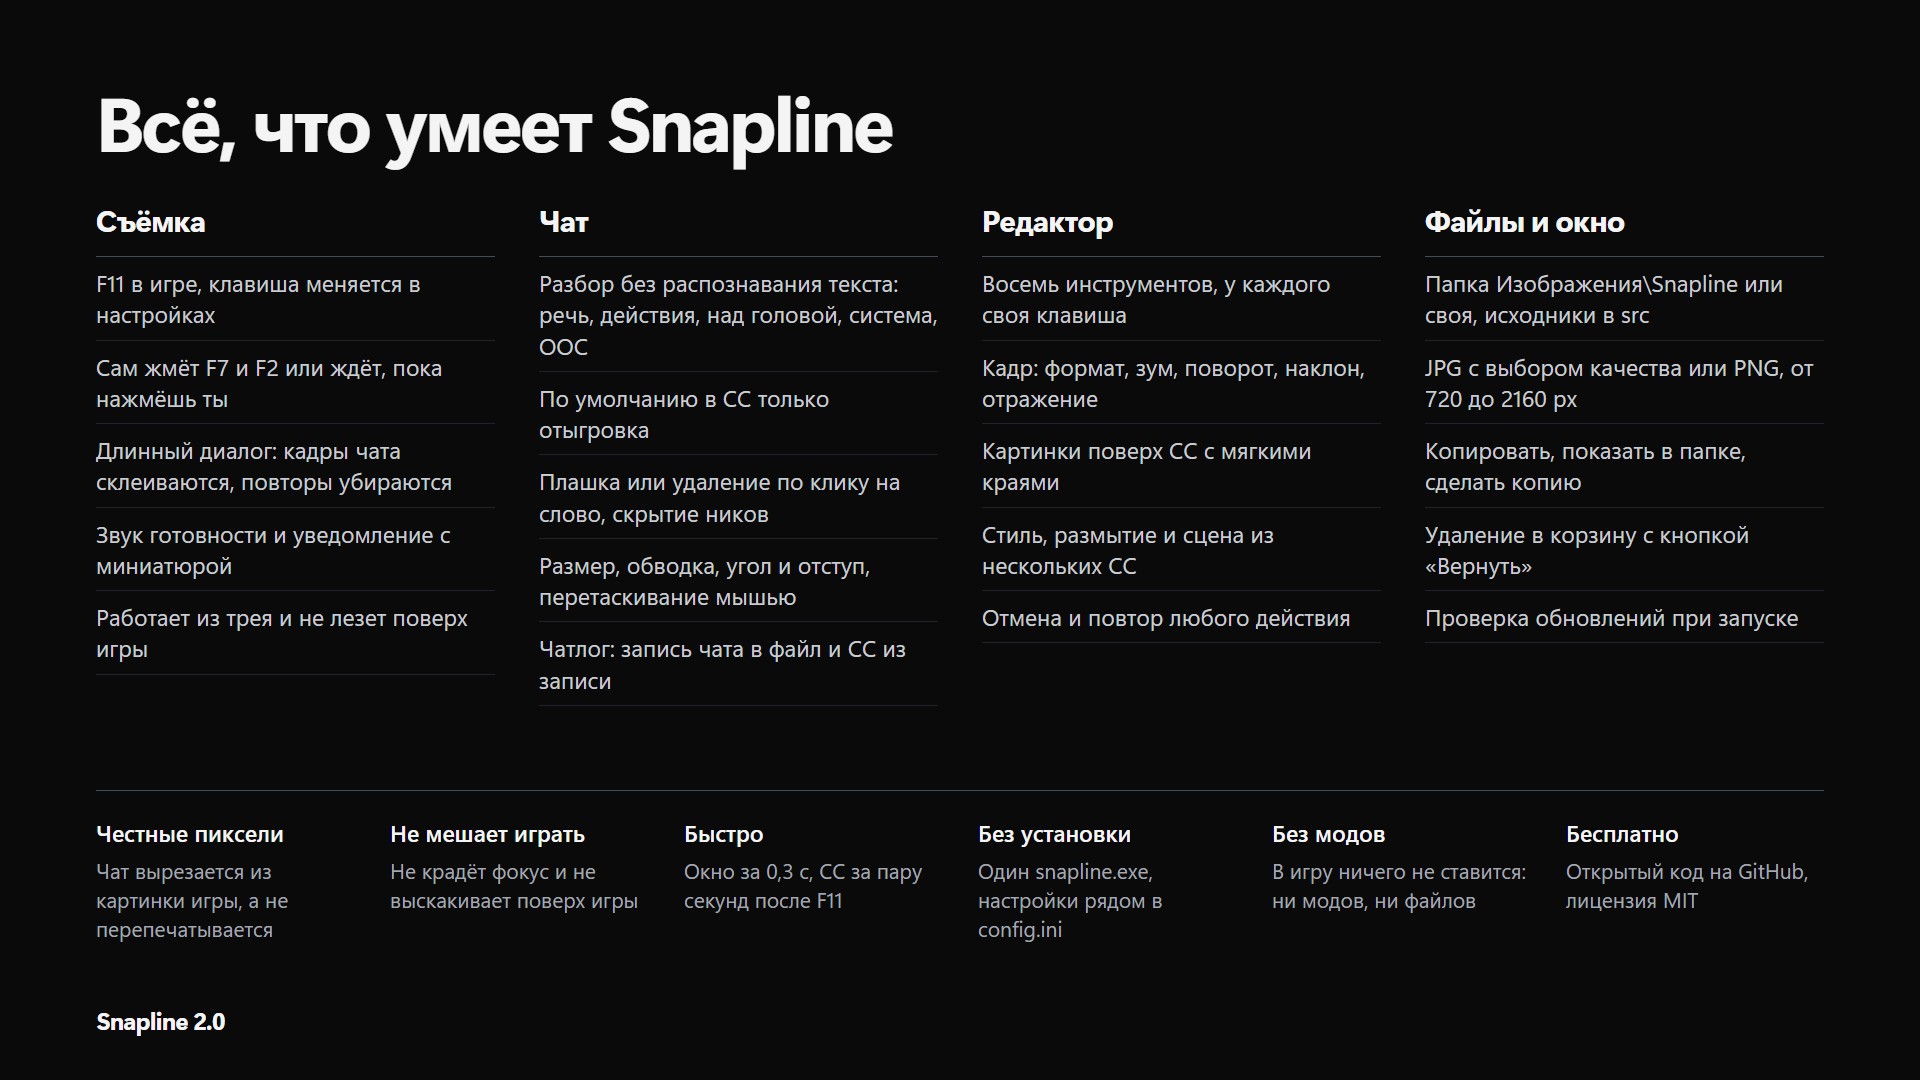 Всё, что умеет Snapline
Съёмка
F11 в игре, клавиша меняется в
настройках
Сам жмёт F7 и F2 или ждёт, пока
нажмёшь ты
Длинный диалог: кадры чата
склеиваются, повторы убираются
Звук готовности и уведомление с
миниатюрой
Работает из трея и не лезет поверх
игры
Чат
Разбор без распознавания текста:
речь, действия, над головой, система,
OOC
По умолчанию в СС только
отыгровка
Плашка или удаление по клику на
слово, скрытие ников
Размер, обводка, угол и отступ,
перетаскивание мышью
Чатлог: запись чата в файл и СС из
записи
Редактор
Восемь инструментов, у каждого
своя клавиша
Кадр: формат, зум, поворот, наклон,
отражение
Картинки поверх СС с мягкими
краями
Стиль, размытие и сцена из
нескольких СС
Отмена и повтор любого действия
Файлы и окно
Папка Изображения\Snapline или
своя, исходники в src
JPG с выбором качества или PNG, от
720 до 2160 px
Копировать, показать в папке,
сделать копию
Удаление в корзину с кнопкой
«Вернуть»
Проверка обновлений при запуске
Честные пиксели
Чат вырезается из
картинки игры, а не
перепечатывается
Не мешает играть
Не крадёт фокус и не
выскакивает поверх игры
Быстро
Окно за 0,3 с, СС за пару
секунд после F11
Без установки
Один snapline.exe,
настройки рядом в
config.ini
Без модов
В игру ничего не ставится:
ни модов, ни файлов
Бесплатно
Открытый код на GitHub,
лицензия MIT
Snapline 2.0